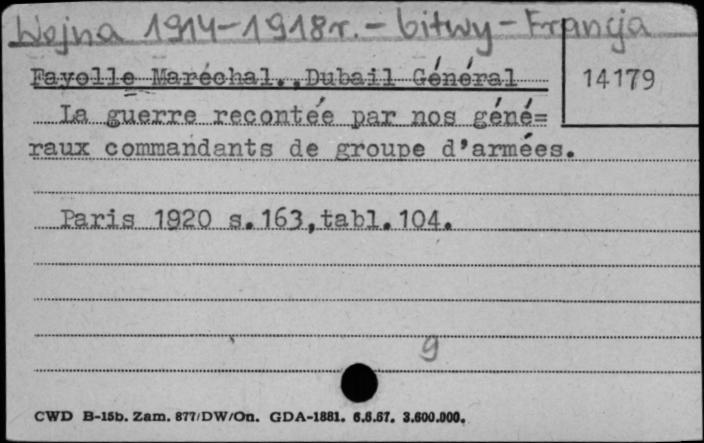 Wojna 1914-1918r. - bitwy - Francja
Fayolle Maréchal., Dubail Général
14179
La guerre recontée par nos géné=
raux commandants de groupe d'armées.
Paris 1920 s.163,tabl.104.
9
CWD B-15b. Zam. 877/DW/On. GDA-1881. 6.6.67. 3.600.000.